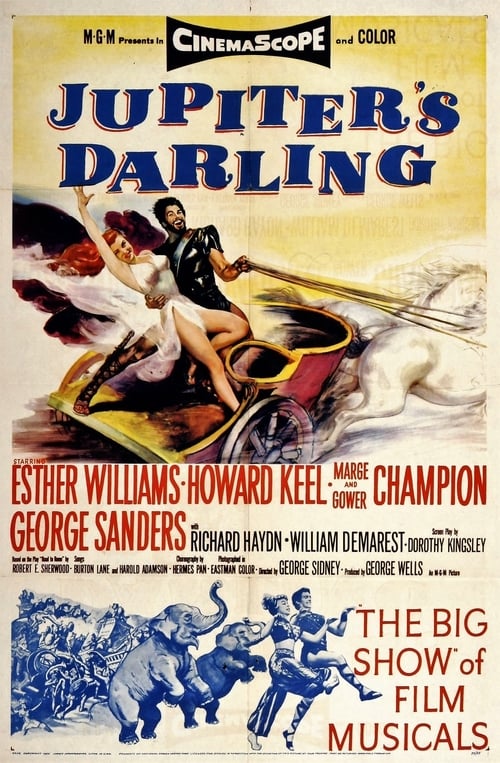 M-G-M Presents in CINEMASCOPE and COLOR
JUPITER'S
DARLING
STARRING
ESTHER WILLIAMS · HOWARD KEEL · MARGE AND GOWER CHAMPION
GEORGE SANDERS with RICHARD HAYDN · WILLIAM DEMAREST · Screen Play by DOROTHY KINGSLEY
Based on the Play "Road to Rome" by Songs Choreography by Photographed in
ROBERT E. SHERWOOD · BURTON LANE and HAROLD ADAMSON · HERMES PAN · EASTMAN COLOR · Directed by GEORGE SIDNEY · Produced by GEORGE WELLS An M-G-M Picture
"THE BIG
SHOW" of
FILM
MUSICALS